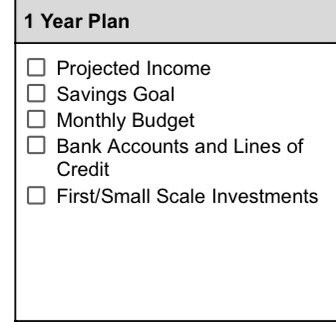 1 Year Plan
Projected Income
Savings Goal
Monthly Budget
Bank Accounts and Lines of
Credit
First/Small Scale Investments